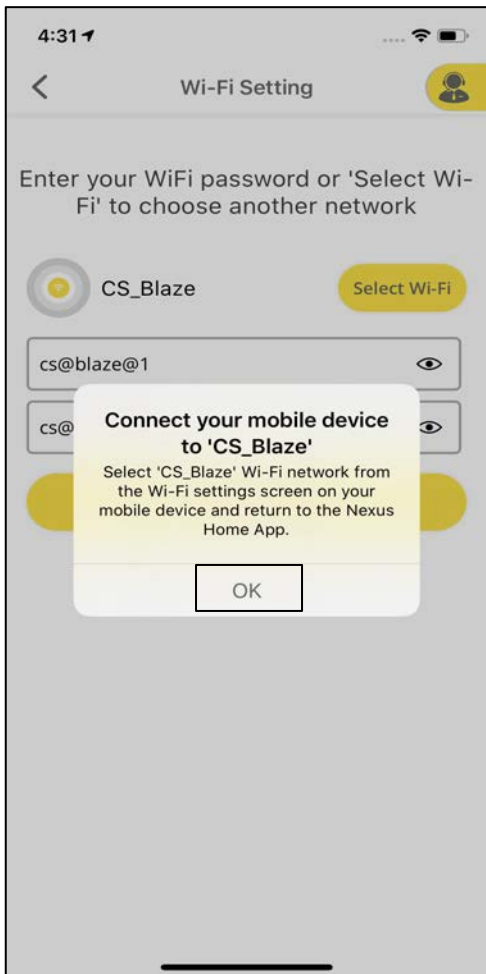 4:31
Wi-Fi Setting
Enter your WiFi password or 'Select Wi-
Fi' to choose another network
CS_Blaze
Select Wi-Fi
cs@blaze@1
cs@
Connect your mobile device
to 'CS_Blaze'
Select 'CS_Blaze' Wi-Fi network from
the Wi-Fi settings screen on your
mobile device and return to the Nexus
Home App.
OK